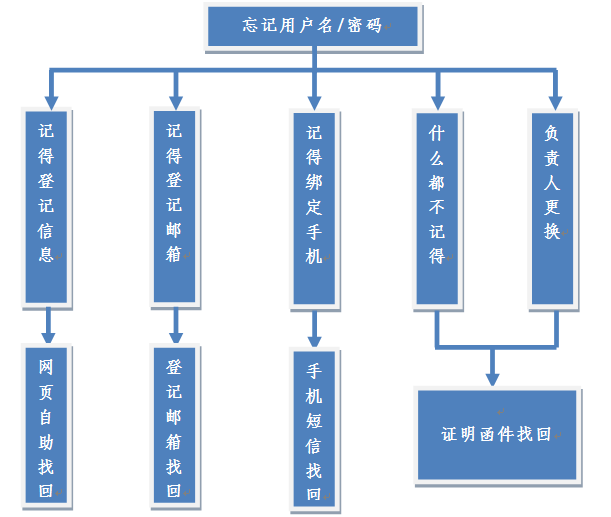 忘记用户名/密码
记得登记信息
记得登记邮箱
记得绑定手机
什么都不记得
负责人更换
网页自助找回
登记邮箱找回
手机短信找回
证明函件找回